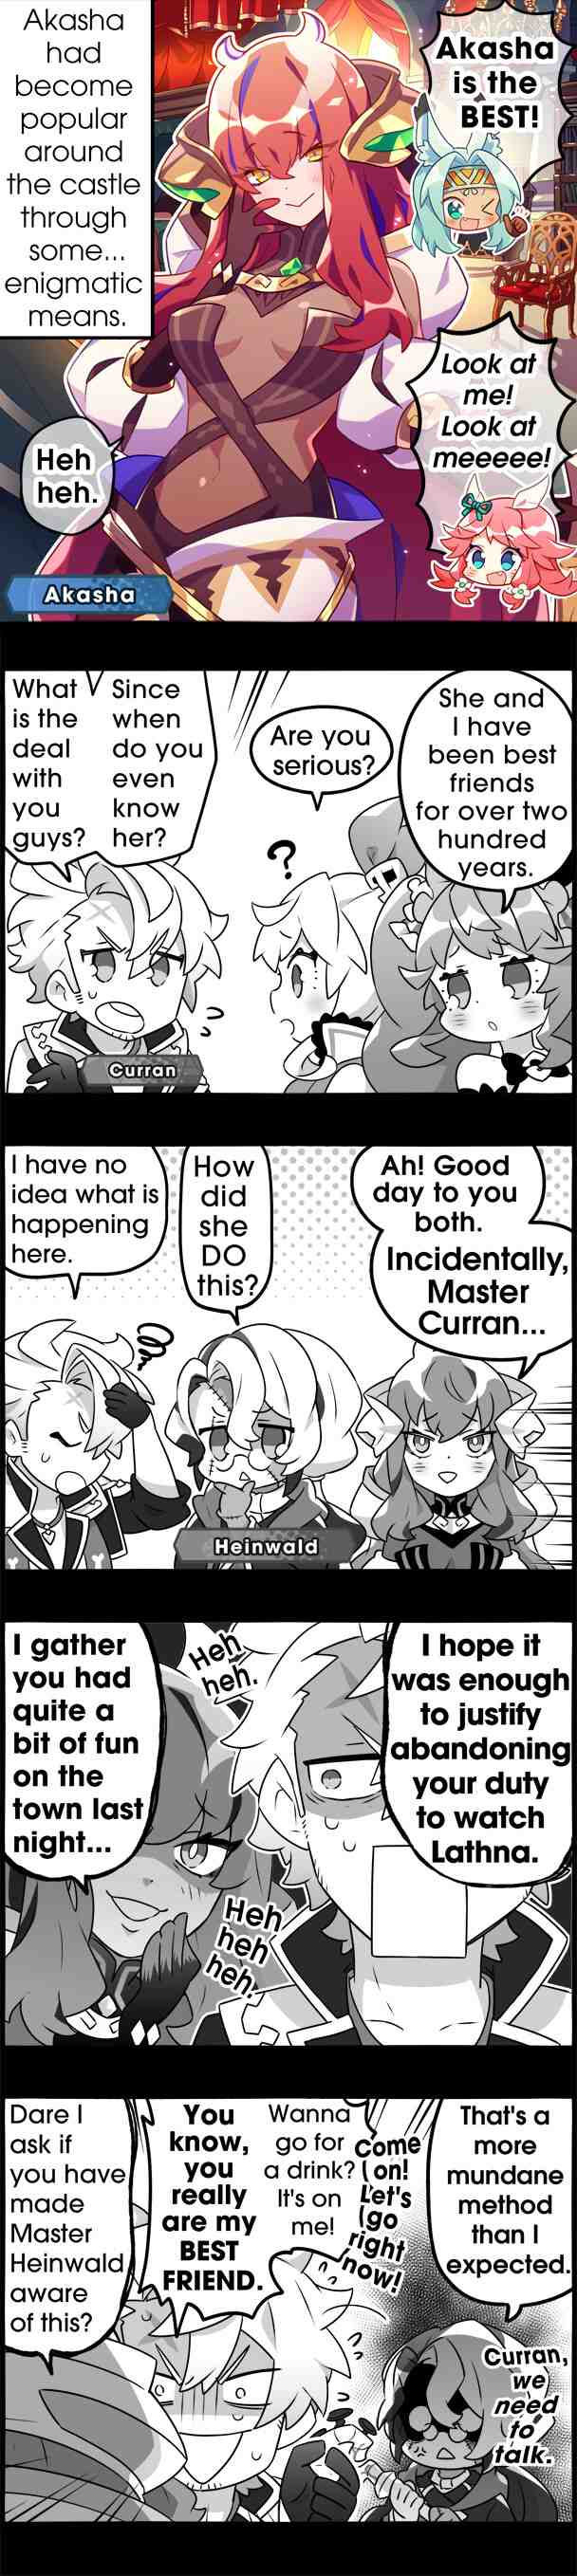 Akasha
had
become
popular
around
the castle
through
some...
enigmatic
means.
Akasha
is the
BEST!
Look at
me!
Look at
meeeee!
Heh
heh.
Akasha
What
is the
deal
with
you
guys?
Since
when
do you
even
know
her?
Are you
serious?
?
She and
I have
been best
friends
for over two
hundred
years.
Curran
I have no
idea what is
happening
here.
How
did
she
DO
this?
Ah! Good
day to you
both.
Incidentally,
Master
Curran...
Heinwald
I gather
you had
quite a
bit of fun
on the
town last
night...
Heh
heh.
I hope it
was enough
to justify
abandoning
your duty
to watch
Lathna.
Heh
heh
heh.
Dare I
ask if
you have
made
Master
Heinwald
aware
of this?
You
know,
you
really
are my
BEST
FRIEND.
Wanna
go for
a drink?
It's on
me!
Come
on!
Let's
go
right
now!
That's a
more
mundane
method
than I
expected.
Curran,
we
need
to
talk.